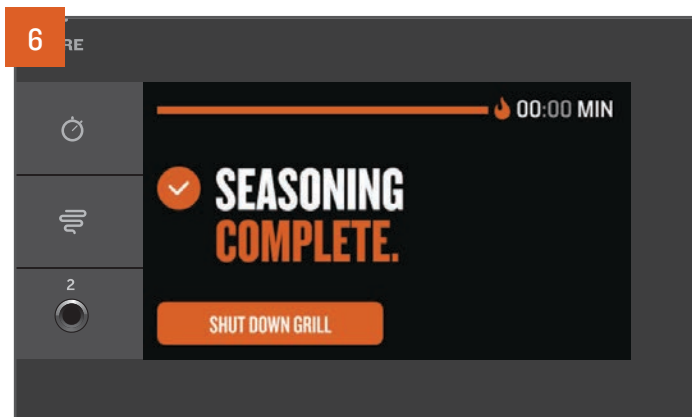 6
RE
00:00 MIN
SEASONING
COMPLETE.
2
SHUT DOWN GRILL